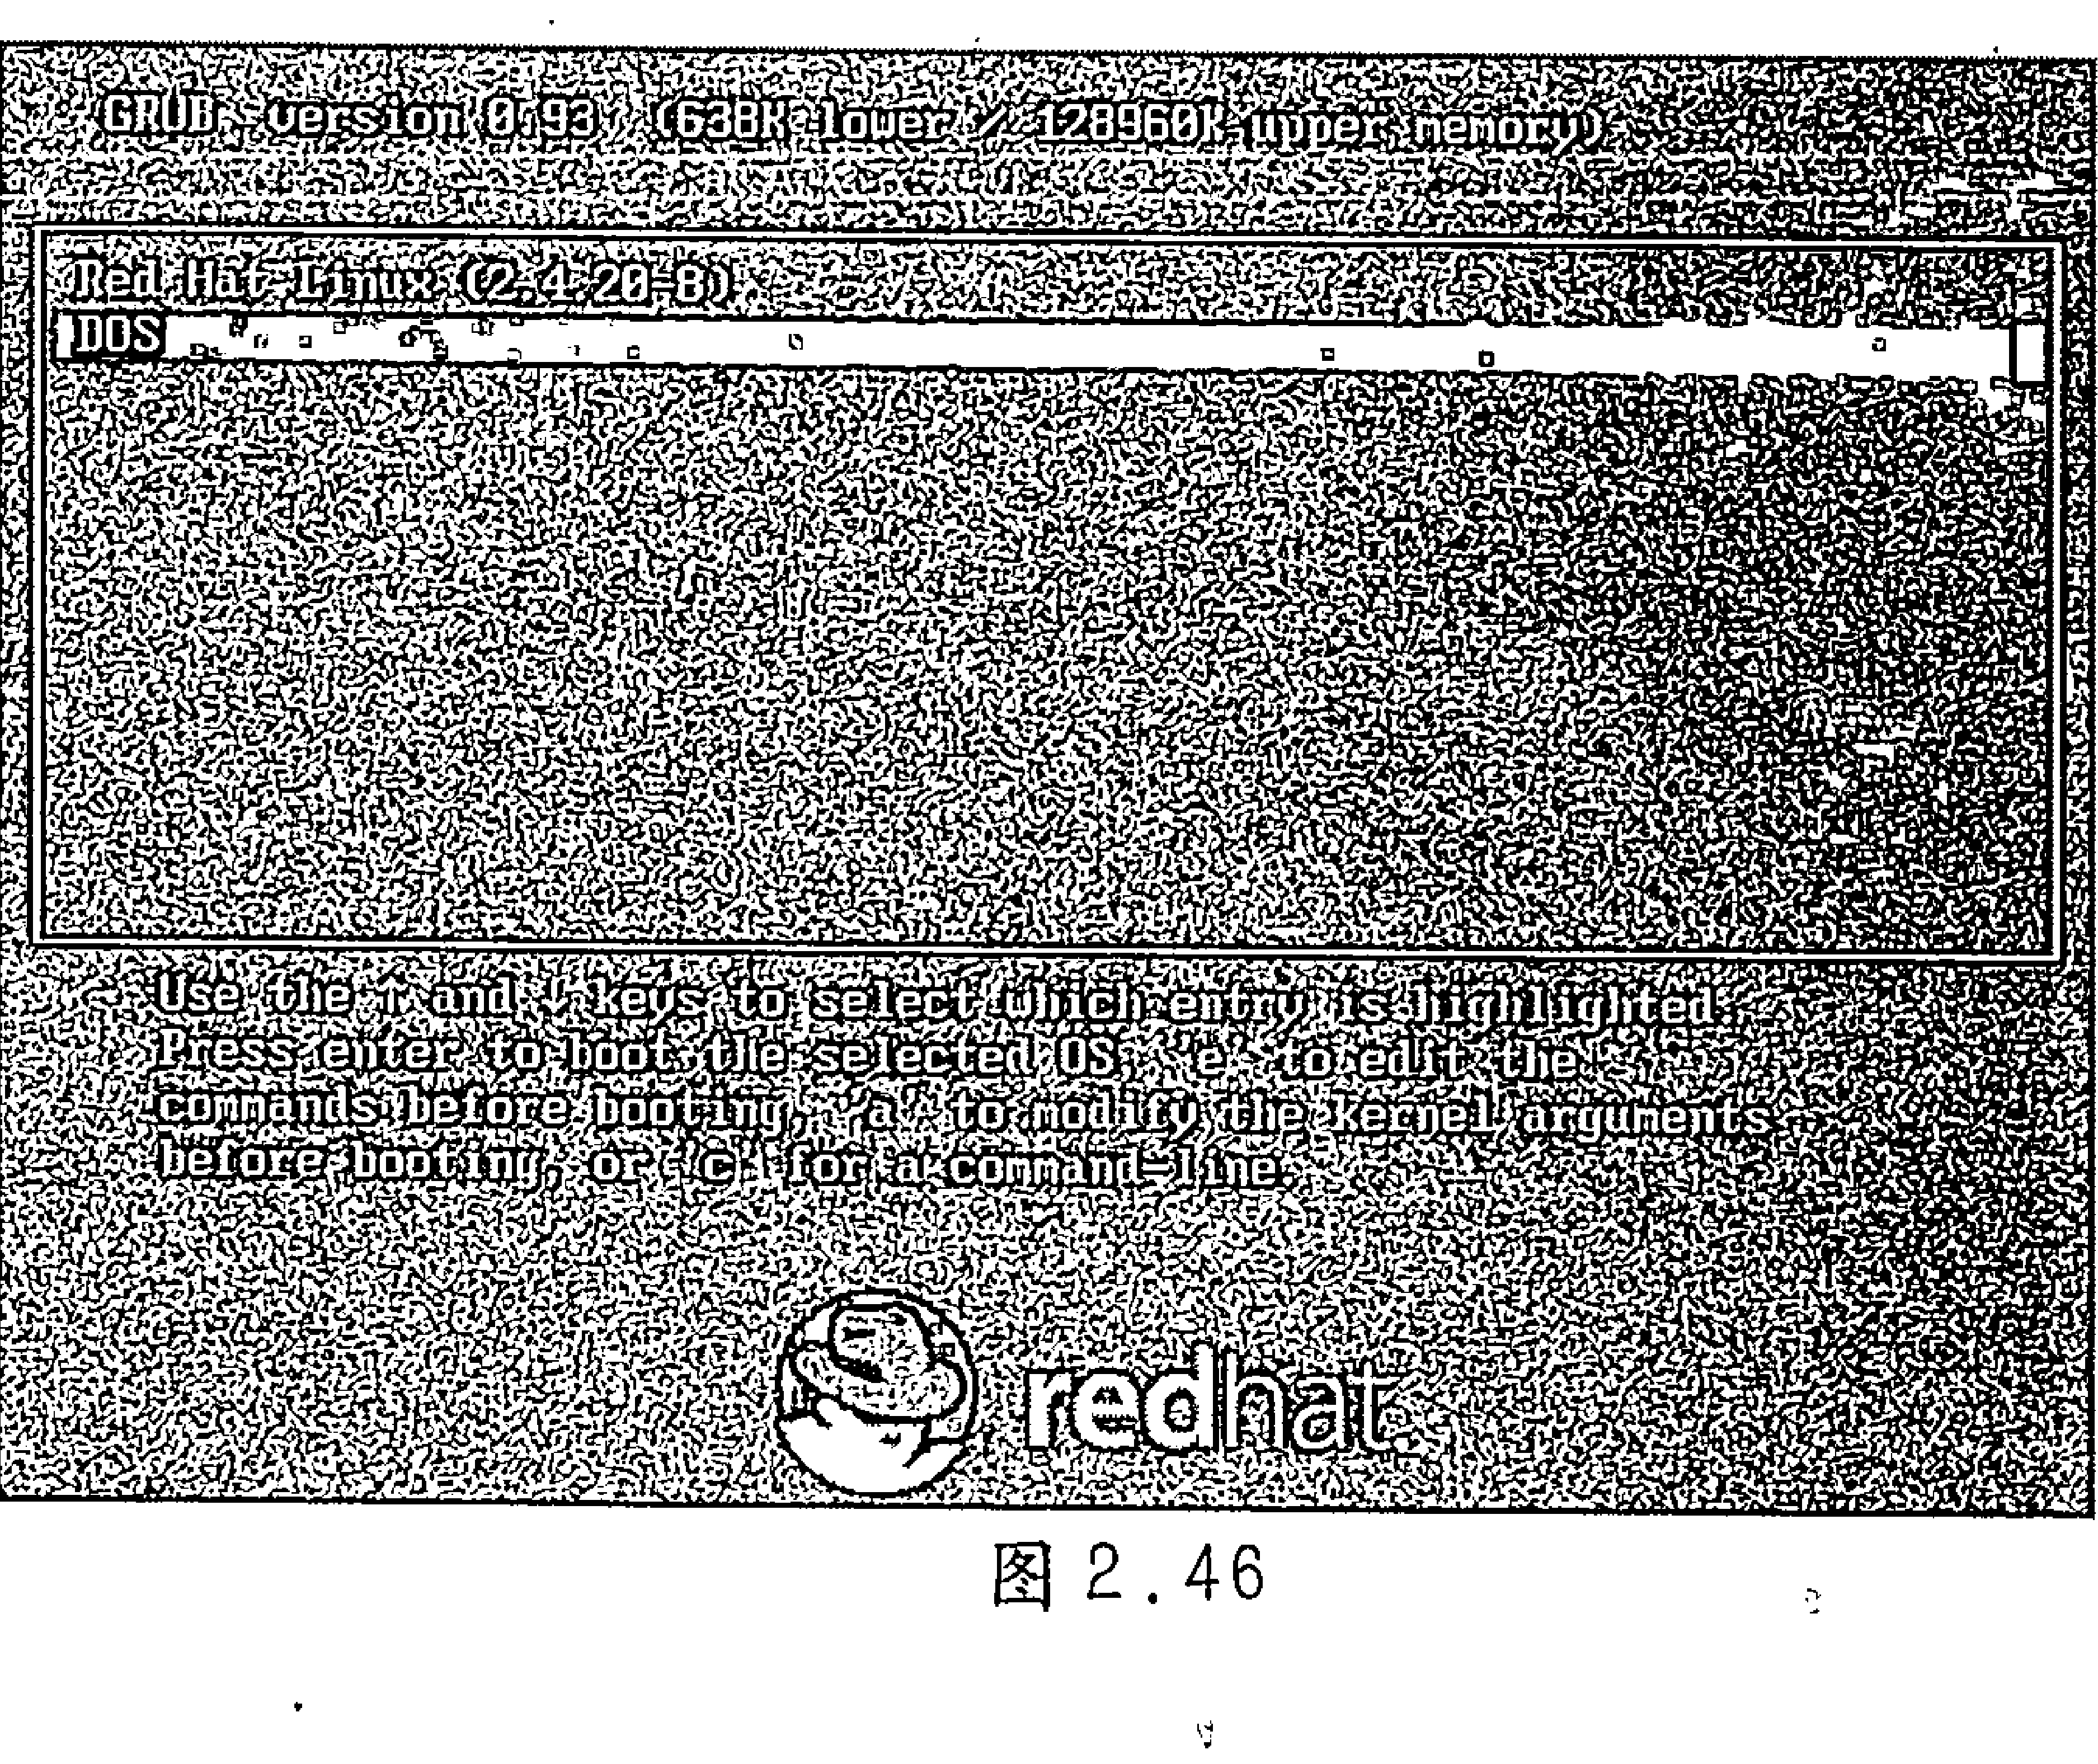 GRUB  version 0.93  (638K lower / 128960K upper memory)
Red Hat Linux (2.4.20-8)
DOS
Use the ↑ and ↓ keys to select which entry is highlighted.
Press enter to boot the selected OS, 'e' to edit the
commands before booting, 'a' to modify the kernel arguments
before booting, or 'c' for a command-line.
redhat.
图 2.46